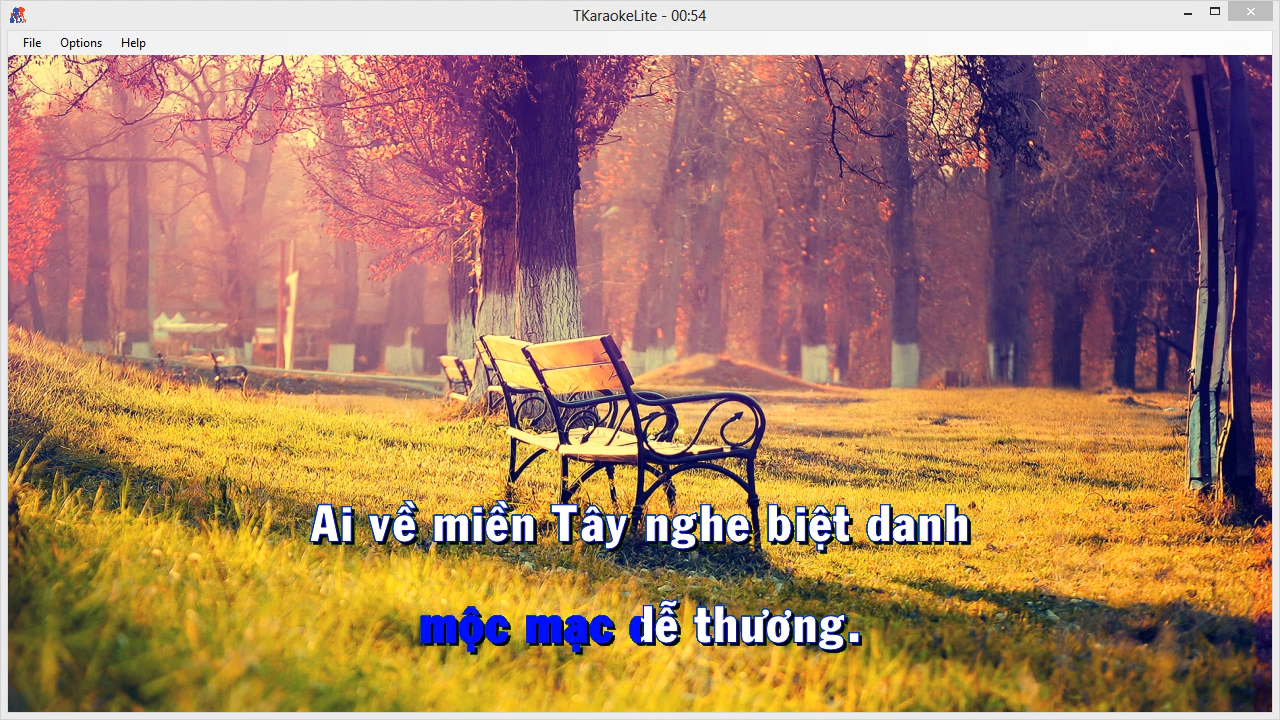 TKaraokeLite - 00:54
File Options Help
Ai về miền Tây nghe biệt danh
mộc mạc dễ thương.